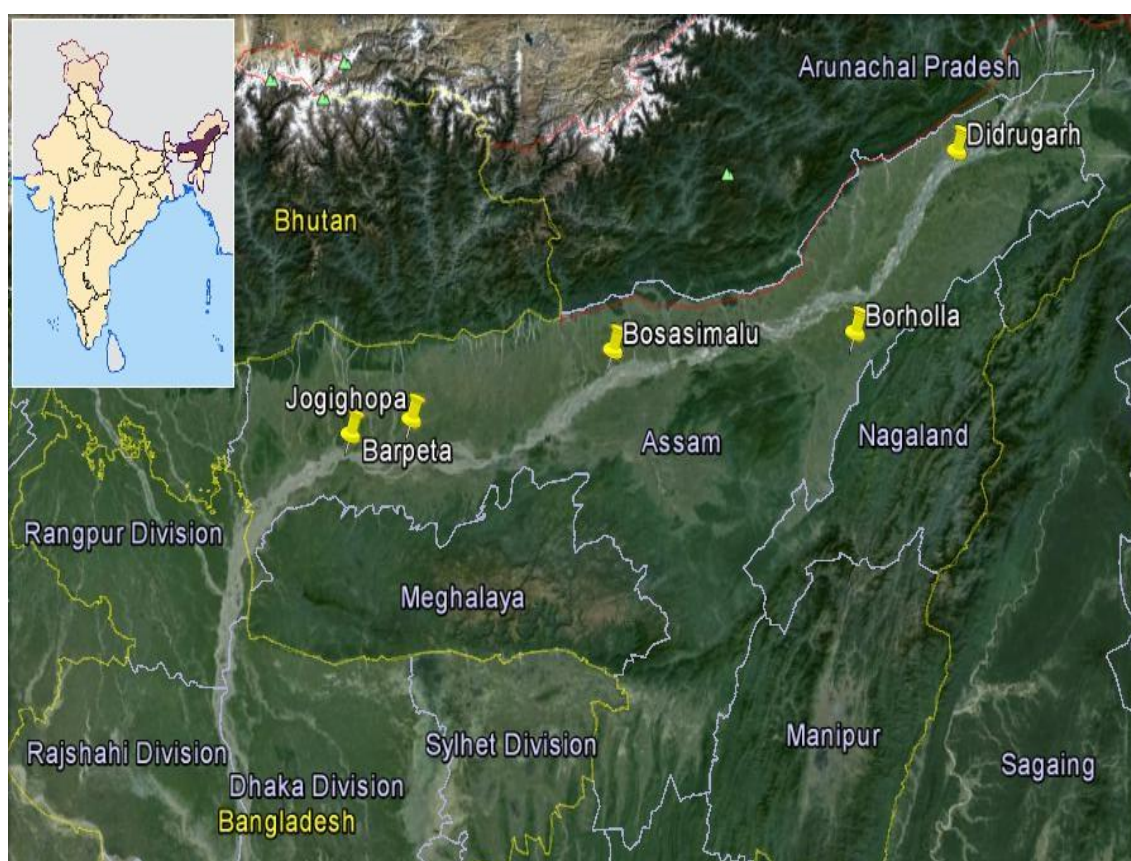 Arunachal Pradesh
Didrugarh
Bhutan
Bosasimalu
Borholla
Jogighopa
Barpeta
Assam
Nagaland
Rangpur Division
Meghalaya
Rajshahi Division
Sylhet Division
Manipur
Sagaing
Dhaka Division
Bangladesh